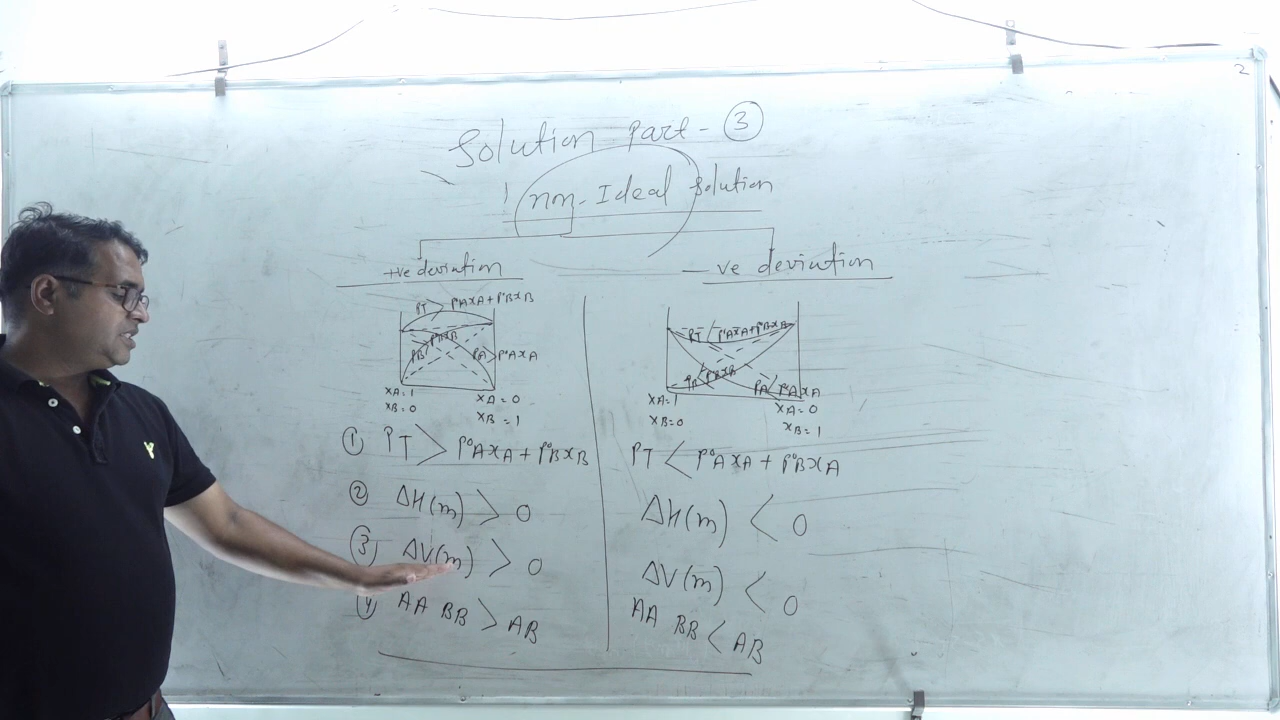 2
Solution Part - ③
non-Ideal solution
+ve deviation
PT > P°AxA + P°BxB
PB > P°BxB
PA > P°AxA
xA = 1
xB = 0
xA = 0
xB = 1
① PT > P°AxA + P°BxB
② ΔH(m) > 0
③ ΔV(m) > 0
④ AA BB > AB
-ve deviation
PT < P°AxA + P°BxB
P°BxB
PA < P°AxA
xA = 1
xB = 0
xA = 0
xB = 1
PT < P°AxA + P°BxA
ΔH(m) < 0
ΔV(m) < 0
AA BB < AB